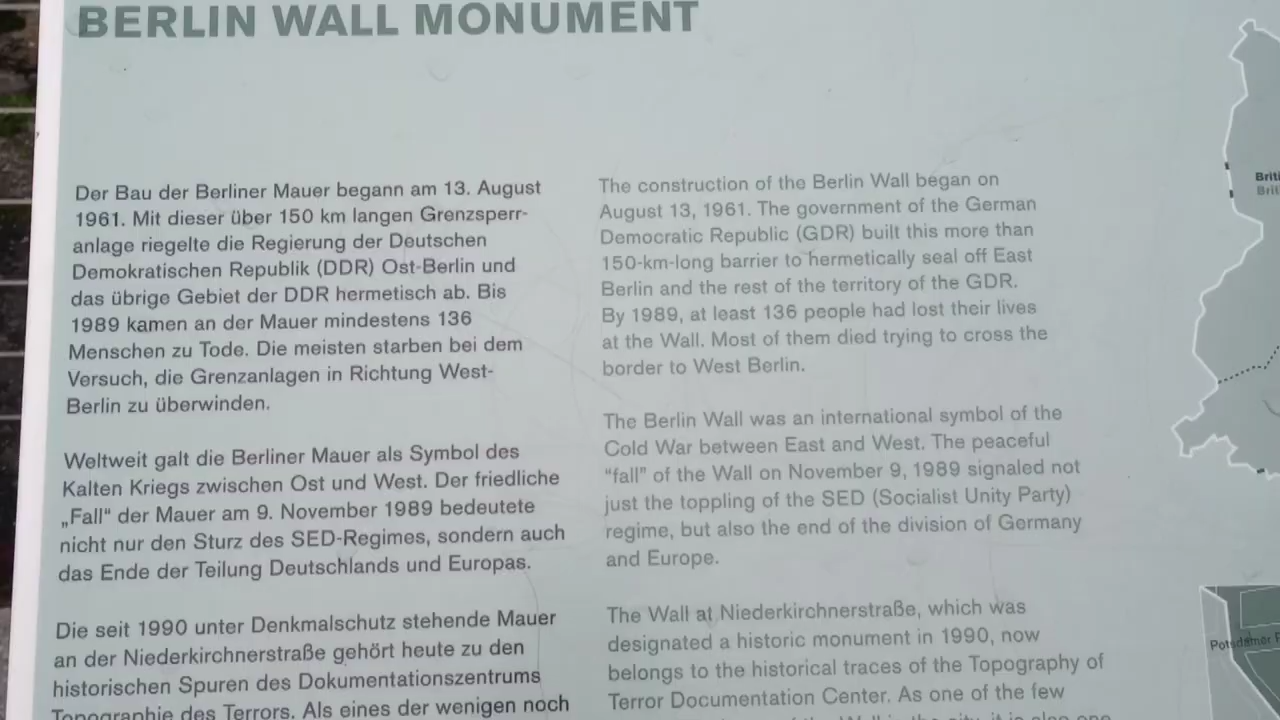 BERLIN WALL MONUMENT
Der Bau der Berliner Mauer begann am 13. August
1961. Mit dieser über 150 km langen Grenzsperr-
anlage riegelte die Regierung der Deutschen
Demokratischen Republik (DDR) Ost-Berlin und
das übrige Gebiet der DDR hermetisch ab. Bis
1989 kamen an der Mauer mindestens 136
Menschen zu Tode. Die meisten starben bei dem
Versuch, die Grenzanlagen in Richtung West-
Berlin zu überwinden.
Weltweit galt die Berliner Mauer als Symbol des
Kalten Kriegs zwischen Ost und West. Der friedliche
„Fall“ der Mauer am 9. November 1989 bedeutete
nicht nur den Sturz des SED-Regimes, sondern auch
das Ende der Teilung Deutschlands und Europas.
Die seit 1990 unter Denkmalschutz stehende Mauer
an der Niederkirchnerstraße gehört heute zu den
historischen Spuren des Dokumentationszentrums
Topographie des Terrors. Als eines der wenigen noch
The construction of the Berlin Wall began on
August 13, 1961. The government of the German
Democratic Republic (GDR) built this more than
150-km-long barrier to hermetically seal off East
Berlin and the rest of the territory of the GDR.
By 1989, at least 136 people had lost their lives
at the Wall. Most of them died trying to cross the
border to West Berlin.
The Berlin Wall was an international symbol of the
Cold War between East and West. The peaceful
“fall” of the Wall on November 9, 1989 signaled not
just the toppling of the SED (Socialist Unity Party)
regime, but also the end of the division of Germany
and Europe.
The Wall at Niederkirchnerstraße, which was
designated a historic monument in 1990, now
belongs to the historical traces of the Topography of
Terror Documentation Center. As one of the few
Briti
Brit
Potsdamer P